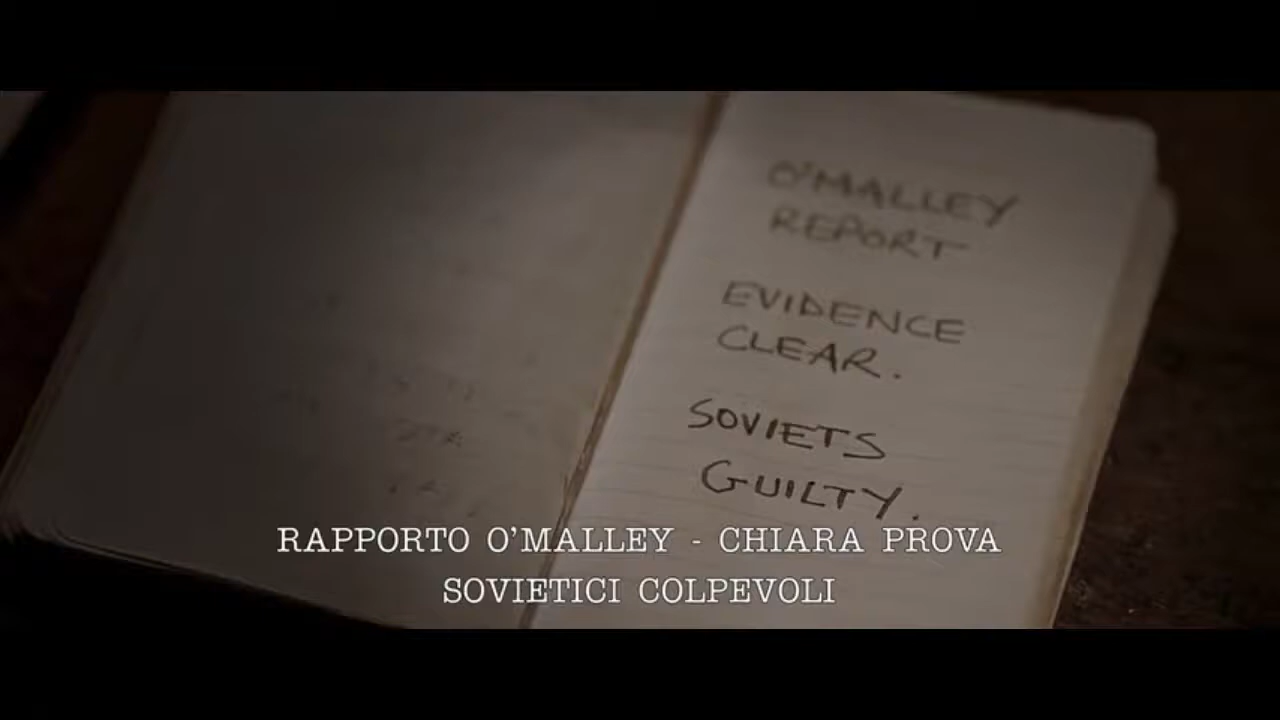 O'MALLEY
REPORT
EVIDENCE
CLEAR.
SOVIETS
GUILTY.
RAPPORTO O'MALLEY - CHIARA PROVA
SOVIETICI COLPEVOLI